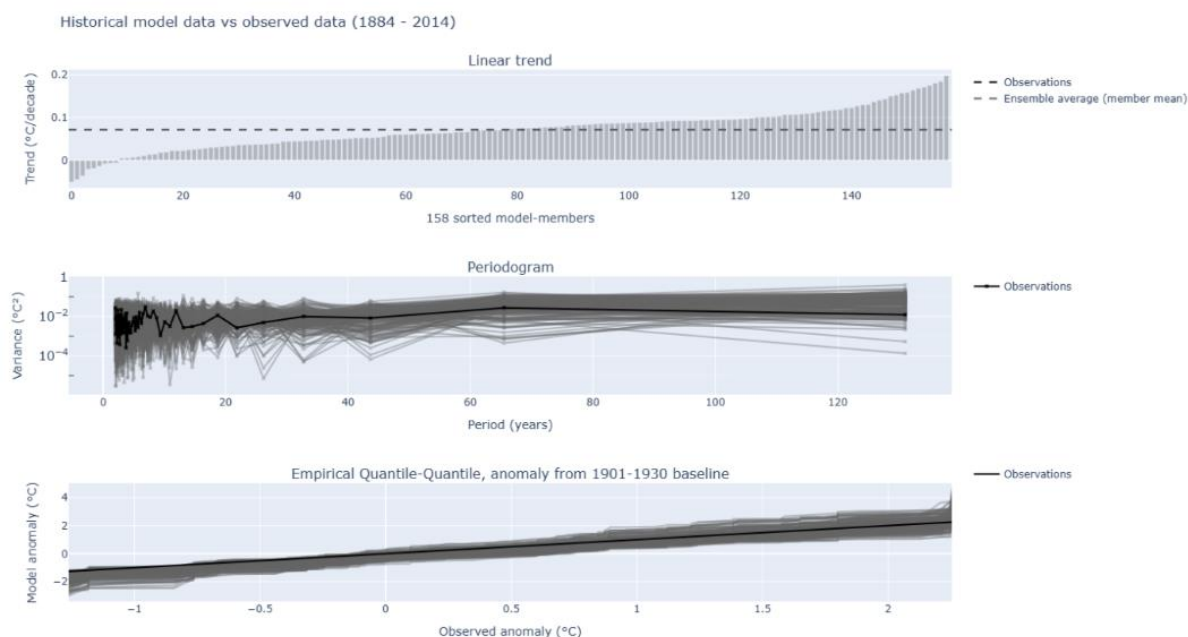 Historical model data vs observed data (1884 - 2014)
Linear trend
Trend (°C/decade)
0.2
0.1
0
0 20 40 60 80 100 120 140
158 sorted model-members
Observations
Ensemble average (member mean)
Periodogram
Variance (°C²)
1
10⁻²
10⁻⁴
0 20 40 60 80 100 120
Period (years)
Observations
Empirical Quantile-Quantile, anomaly from 1901-1930 baseline
Model anomaly (°C)
4
2
0
−2
−1 −0.5 0 0.5 1 1.5 2
Observed anomaly (°C)
Observations